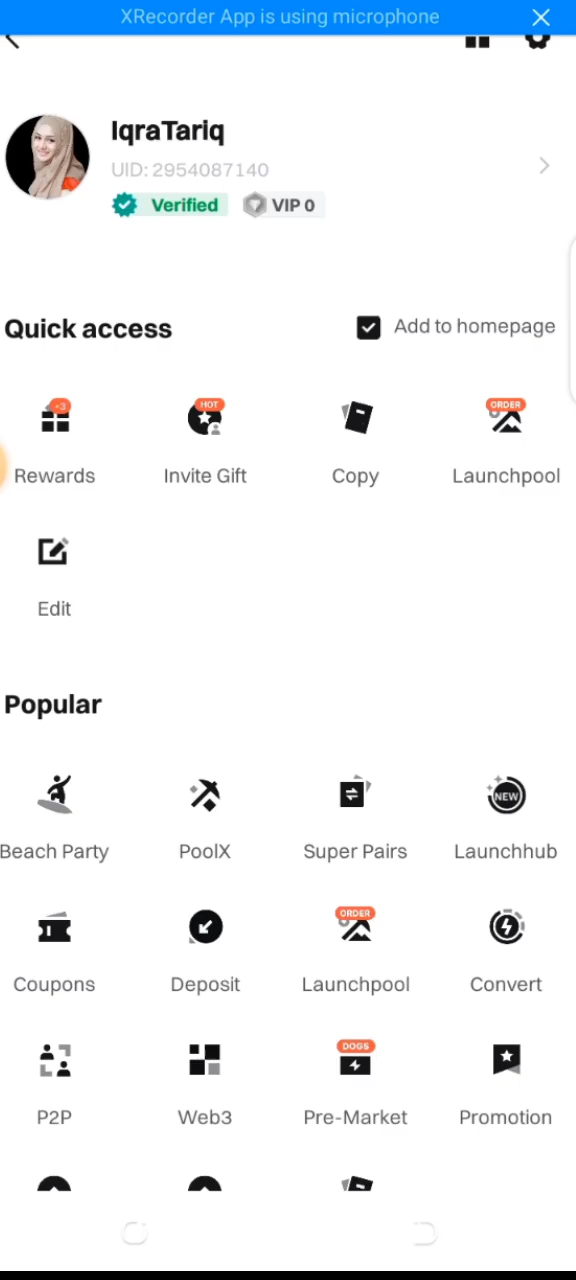 XRecorder App is using microphone
IqraTariq
UID: 2954087140
Verified VIP 0
Quick access Add to homepage
<3 HOT ORDER
Rewards Invite Gift Copy Launchpool
Edit
Popular
NEW
Beach Party PoolX Super Pairs Launchhub
ORDER
Coupons Deposit Launchpool Convert
DOGS
P2P Web3 Pre-Market Promotion